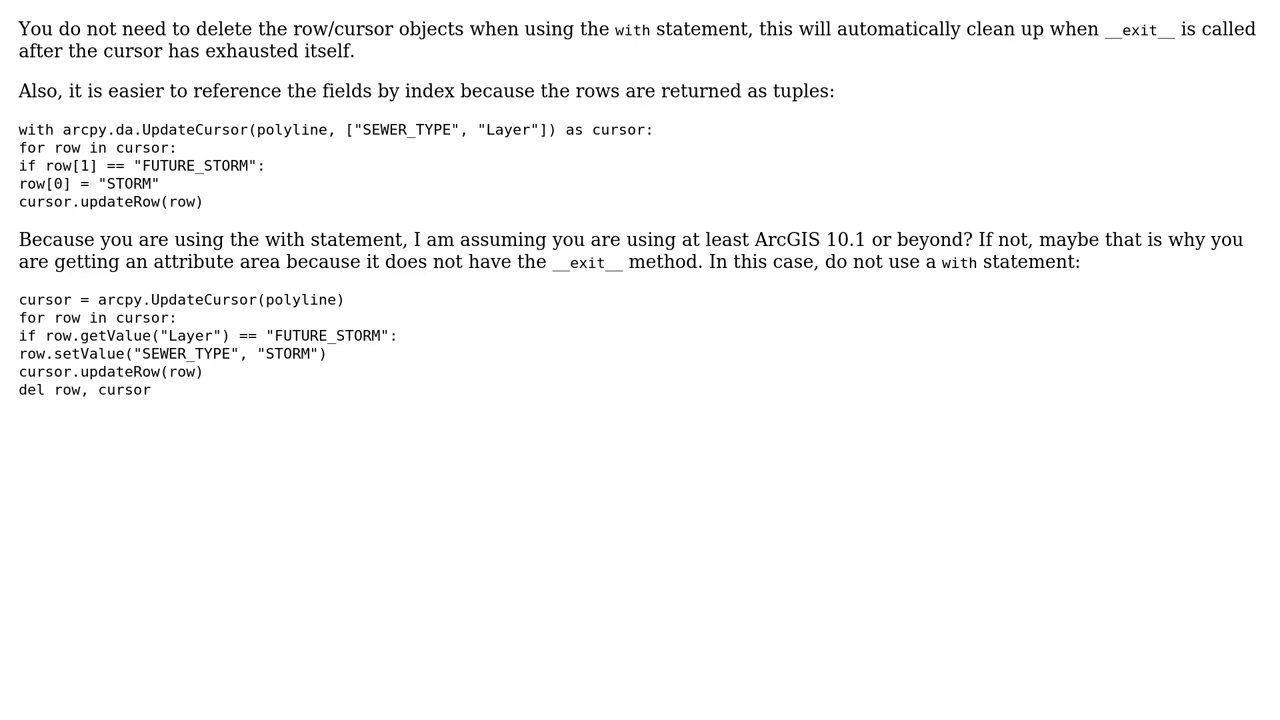 You do not need to delete the row/cursor objects when using the with statement, this will automatically clean up when __exit__ is called
after the cursor has exhausted itself.
Also, it is easier to reference the fields by index because the rows are returned as tuples:
with arcpy.da.UpdateCursor(polyline, ["SEWER_TYPE", "Layer"]) as cursor:
for row in cursor:
if row[1] == "FUTURE_STORM":
row[0] = "STORM"
cursor.updateRow(row)
Because you are using the with statement, I am assuming you are using at least ArcGIS 10.1 or beyond? If not, maybe that is why you
are getting an attribute area because it does not have the __exit__ method. In this case, do not use a with statement:
cursor = arcpy.UpdateCursor(polyline)
for row in cursor:
if row.getValue("Layer") == "FUTURE_STORM":
row.setValue("SEWER_TYPE", "STORM")
cursor.updateRow(row)
del row, cursor